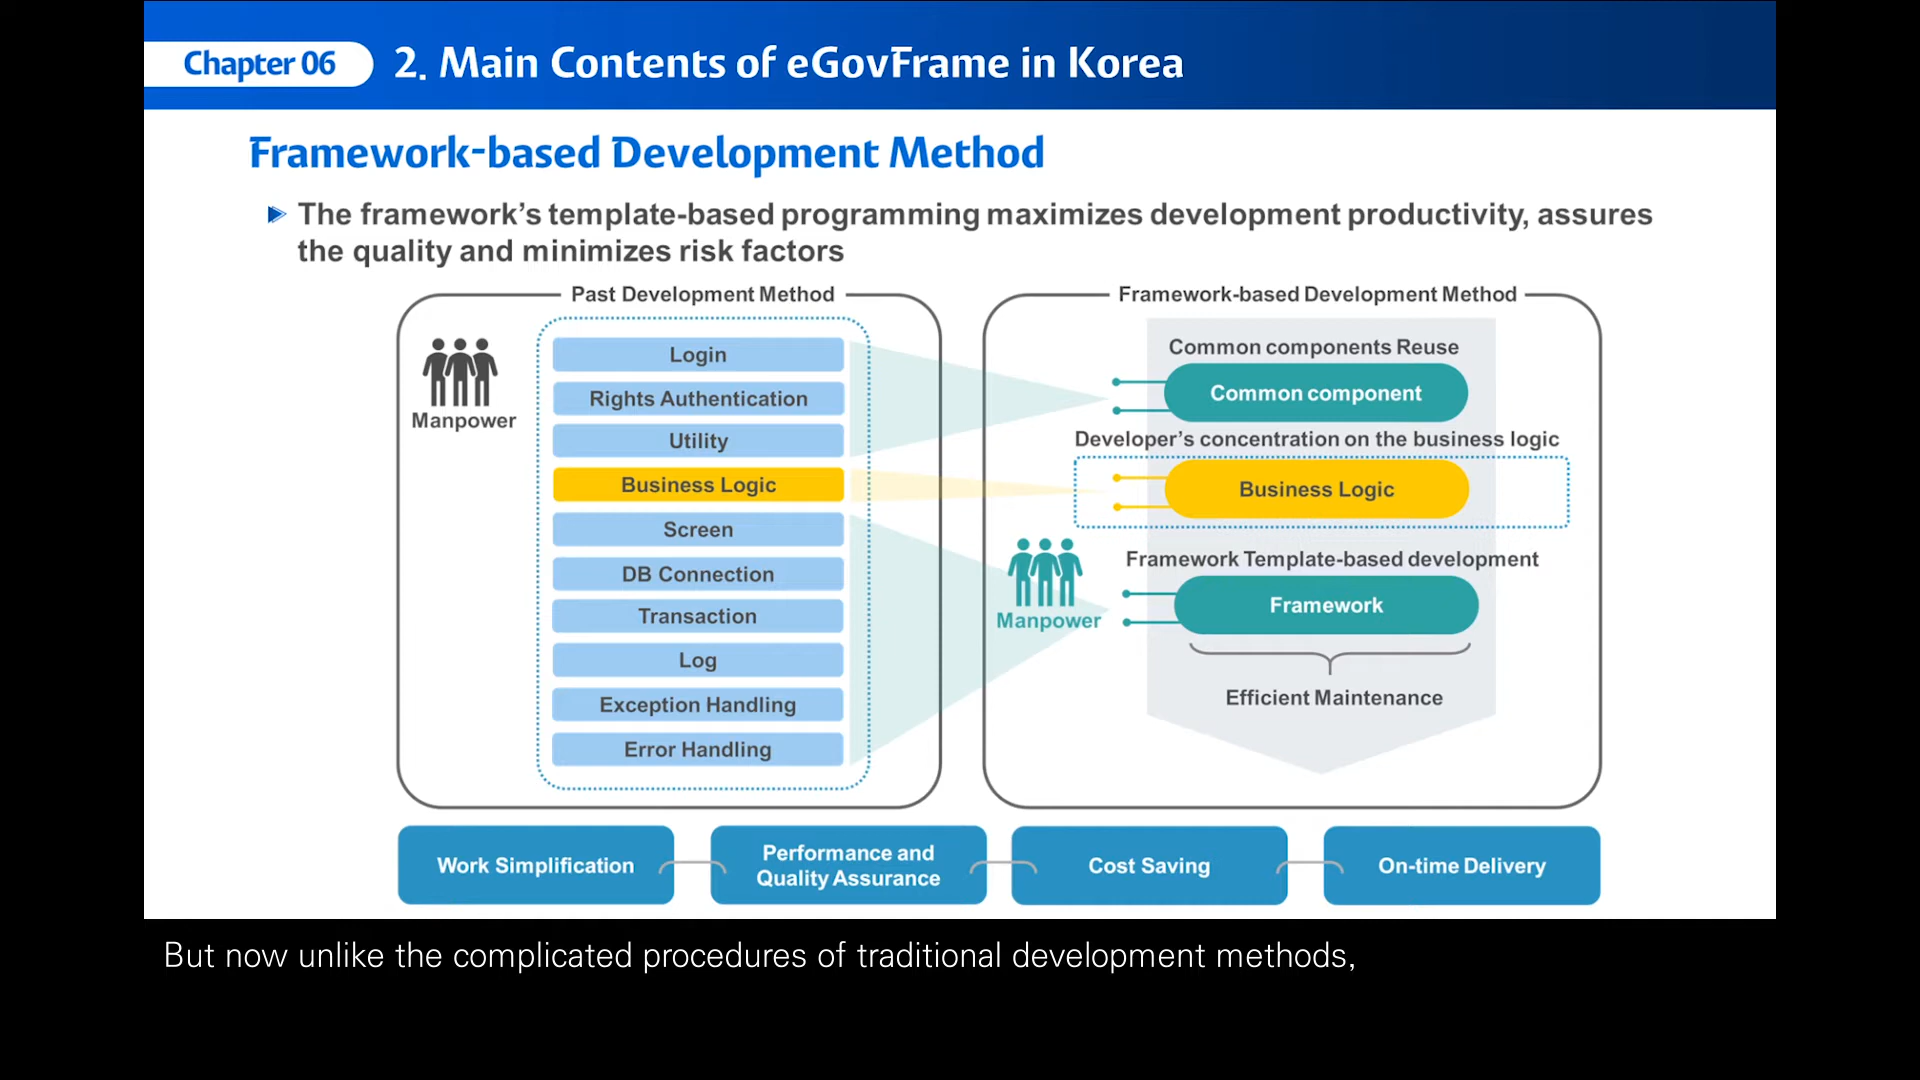 Chapter 06
2. Main Contents of eGovFrame in Korea
Framework-based Development Method
The framework's template-based programming maximizes development productivity, assures
the quality and minimizes risk factors
Past Development Method
Manpower
Login
Rights Authentication
Utility
Business Logic
Screen
DB Connection
Transaction
Log
Exception Handling
Error Handling
Framework-based Development Method
Common components Reuse
Common component
Developer's concentration on the business logic
Business Logic
Manpower
Framework Template-based development
Framework
Efficient Maintenance
Work Simplification
Performance and
Quality Assurance
Cost Saving
On-time Delivery
But now unlike the complicated procedures of traditional development methods,